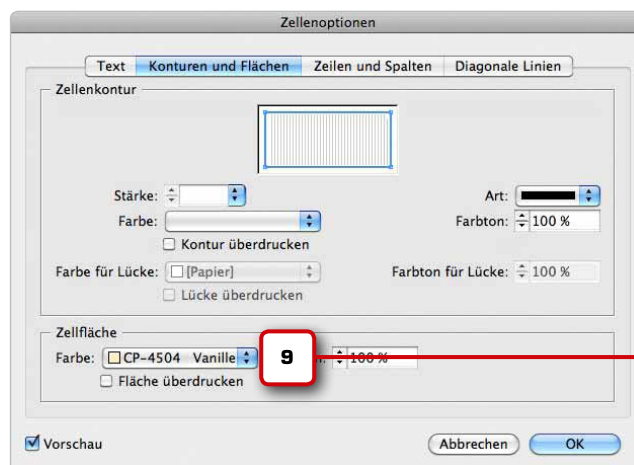 Zellenoptionen
Text Konturen und Flächen Zeilen und Spalten Diagonale Linien
Zellenkontur
Stärke: Art:
Farbe: Farbton: 100 %
Kontur überdrucken
Farbe für Lücke: [Papier] Farbton für Lücke: 100 %
Lücke überdrucken
Zellfläche
Farbe: CP-4504 Vanille 9 100 %
Fläche überdrucken
Vorschau Abbrechen OK